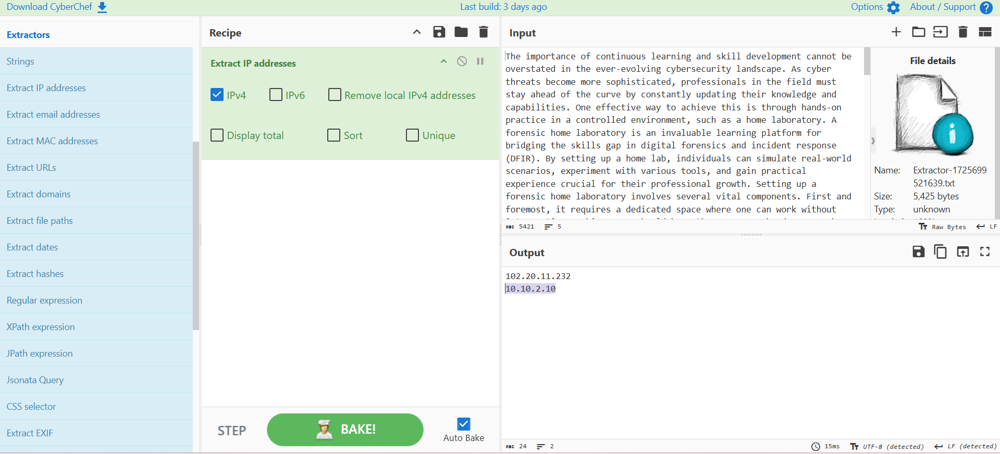 Download CyberChef
Last build: 3 days ago
Options
About / Support
Extractors
Strings
Extract IP addresses
Extract email addresses
Extract MAC addresses
Extract URLs
Extract domains
Extract file paths
Extract dates
Extract hashes
Regular expression
XPath expression
JPath expression
Jsonata Query
CSS selector
Extract EXIF
Recipe
Extract IP addresses
IPv4 IPv6 Remove local IPv4 addresses
Display total Sort Unique
STEP
BAKE!
Auto Bake
Input
The importance of continuous learning and skill development cannot be
overstated in the ever-evolving cybersecurity landscape. As cyber
threats become more sophisticated, professionals in the field must
stay ahead of the curve by constantly updating their knowledge and
capabilities. One effective way to achieve this is through hands-on
practice in a controlled environment, such as a home laboratory. A
forensic home laboratory is an invaluable learning platform for
bridging the skills gap in digital forensics and incident response
(DFIR). By setting up a home lab, individuals can simulate real-world
scenarios, experiment with various tools, and gain practical
experience crucial for their professional growth. Setting up a
forensic home laboratory involves several vital components. First and
foremost, it requires a dedicated space where one can work without
File details
Name: Extractor-1725699
521639.txt
Size: 5,425 bytes
Type: unknown
ABC 5421 5
Raw Bytes LF
Output
102.20.11.232
10.10.2.10
ABC 24 2
15ms UTF-8 (detected) LF (detected)